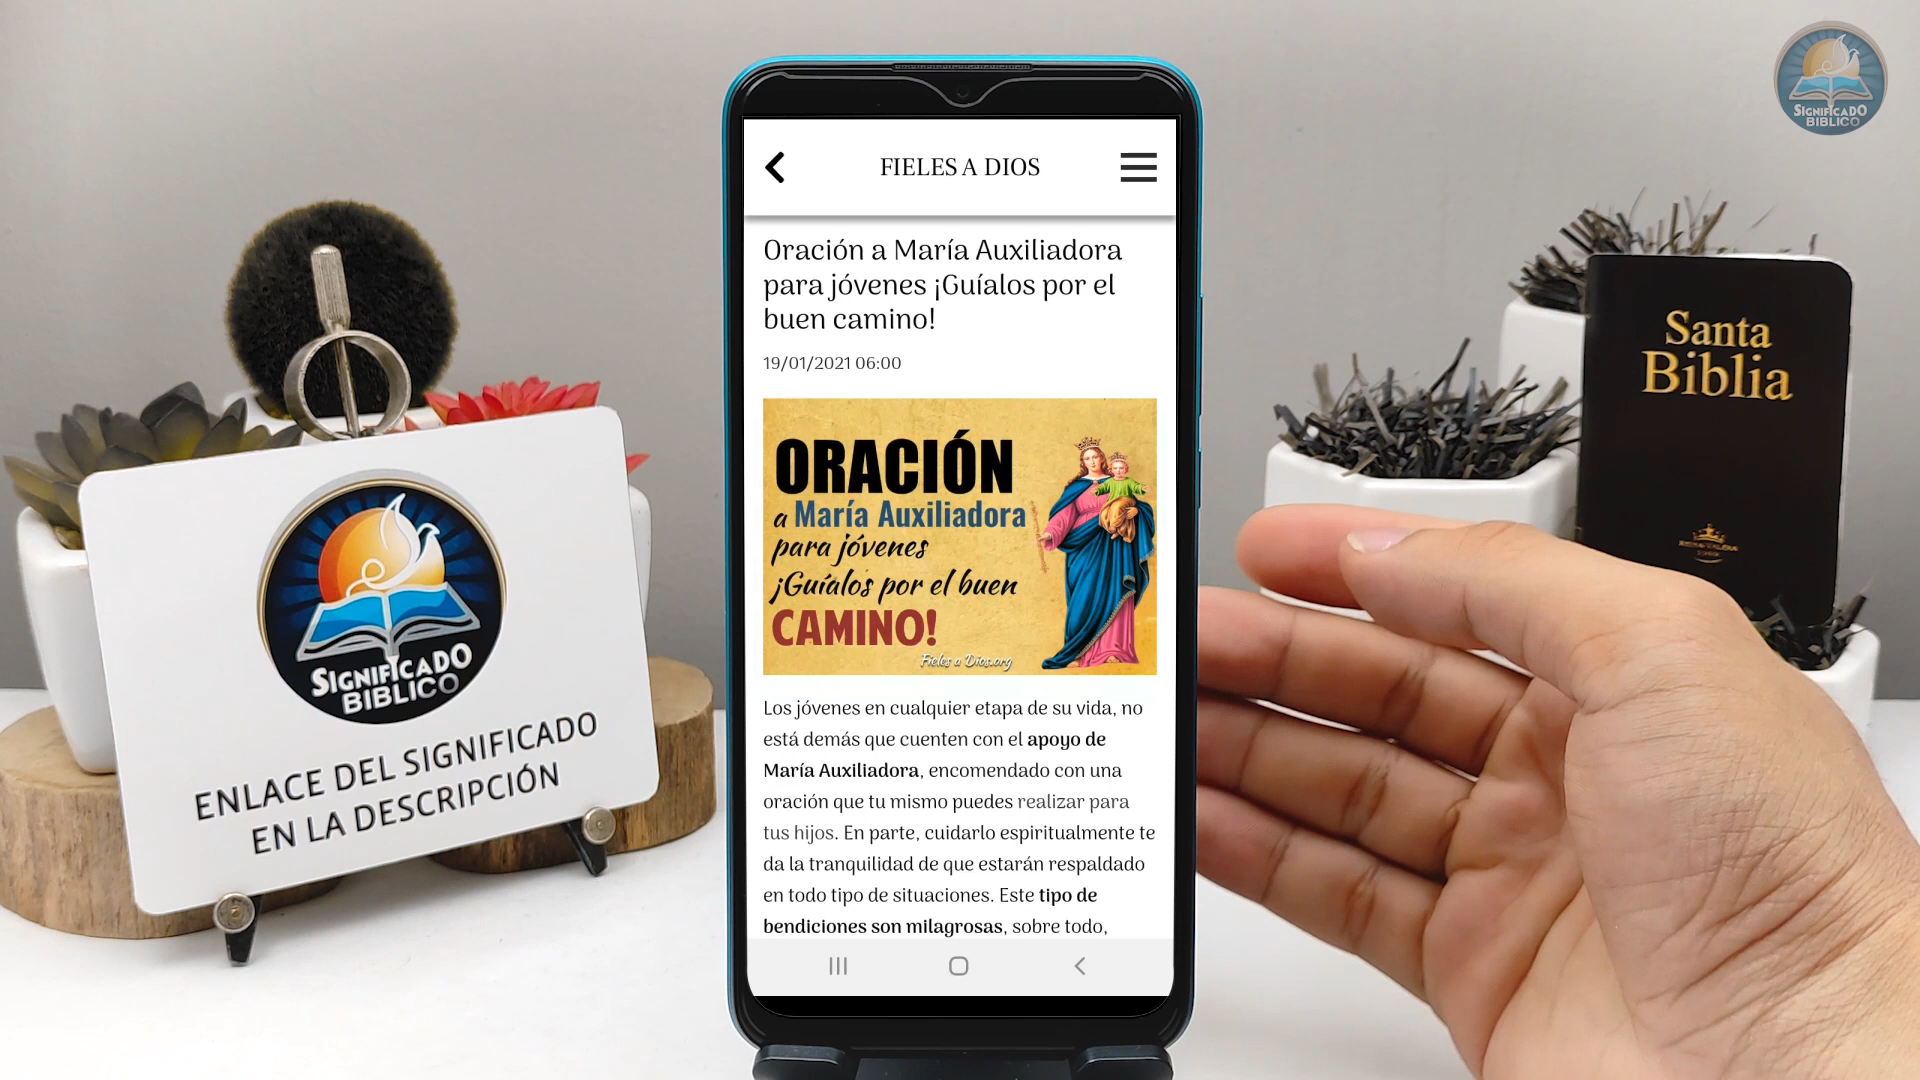 SIGNIFICADO
BIBLICO
FIELES A DIOS
Oración a María Auxiliadora
para jóvenes ¡Guíalos por el
buen camino!
19/01/2021 06:00
ORACIÓN
a María Auxiliadora
para jóvenes
¡Guíalos por el buen
CAMINO!
Fieles a Dios.org
Los jóvenes en cualquier etapa de su vida, no
está demás que cuenten con el apoyo de
María Auxiliadora, encomendado con una
oración que tu mismo puedes realizar para
tus hijos. En parte, cuidarlo espiritualmente te
da la tranquilidad de que estarán respaldado
en todo tipo de situaciones. Este tipo de
bendiciones son milagrosas, sobre todo,
SIGNIFICADO
BIBLICO
ENLACE DEL SIGNIFICADO
EN LA DESCRIPCIÓN
Santa
Biblia